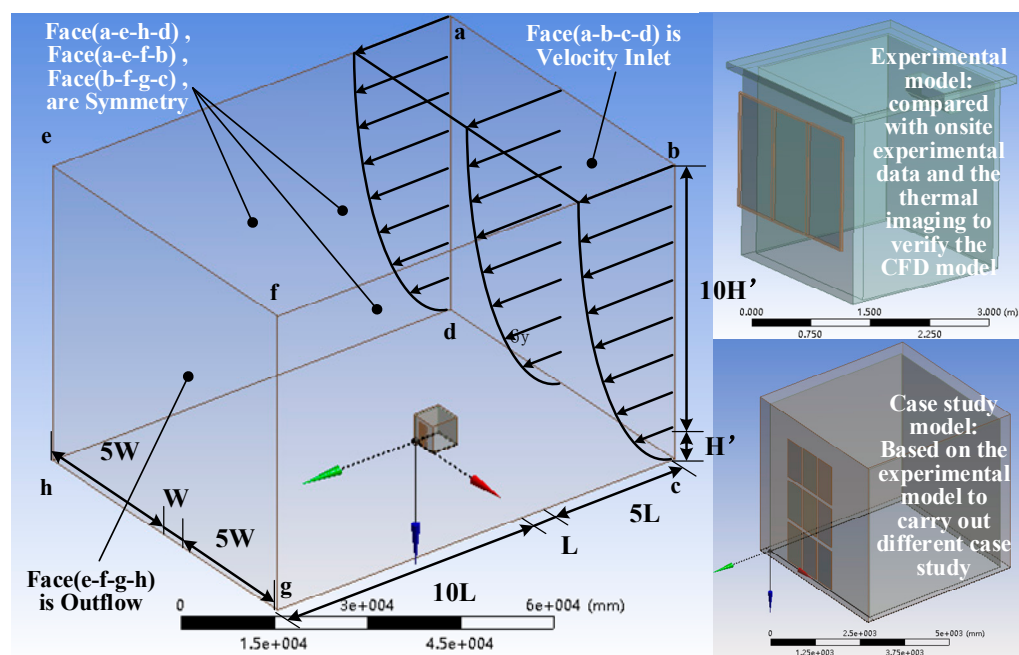 Face(a-e-h-d) ,
Face(a-e-f-b) ,
Face(b-f-g-c) ,
are Symmetry
a
Face(a-b-c-d) is
Velocity Inlet
e
b
f
10H’
d
6y
H’
5W
h
W
c
5W
5L
L
Face(e-f-g-h)
is Outflow
g
10L
0
3e+004
6e+004 (mm)
1.5e+004
4.5e+004
Experimental
model:
compared
with onsite
experimental
data and the
thermal
imaging to
verify the
CFD model
0.000
1.500
3.000 (m)
0.750
2.250
Case study
model:
Based on the
experimental
model to
carry out
different case
study
0
2.5e+003
5e+003 (mm)
1.25e+003
3.75e+003